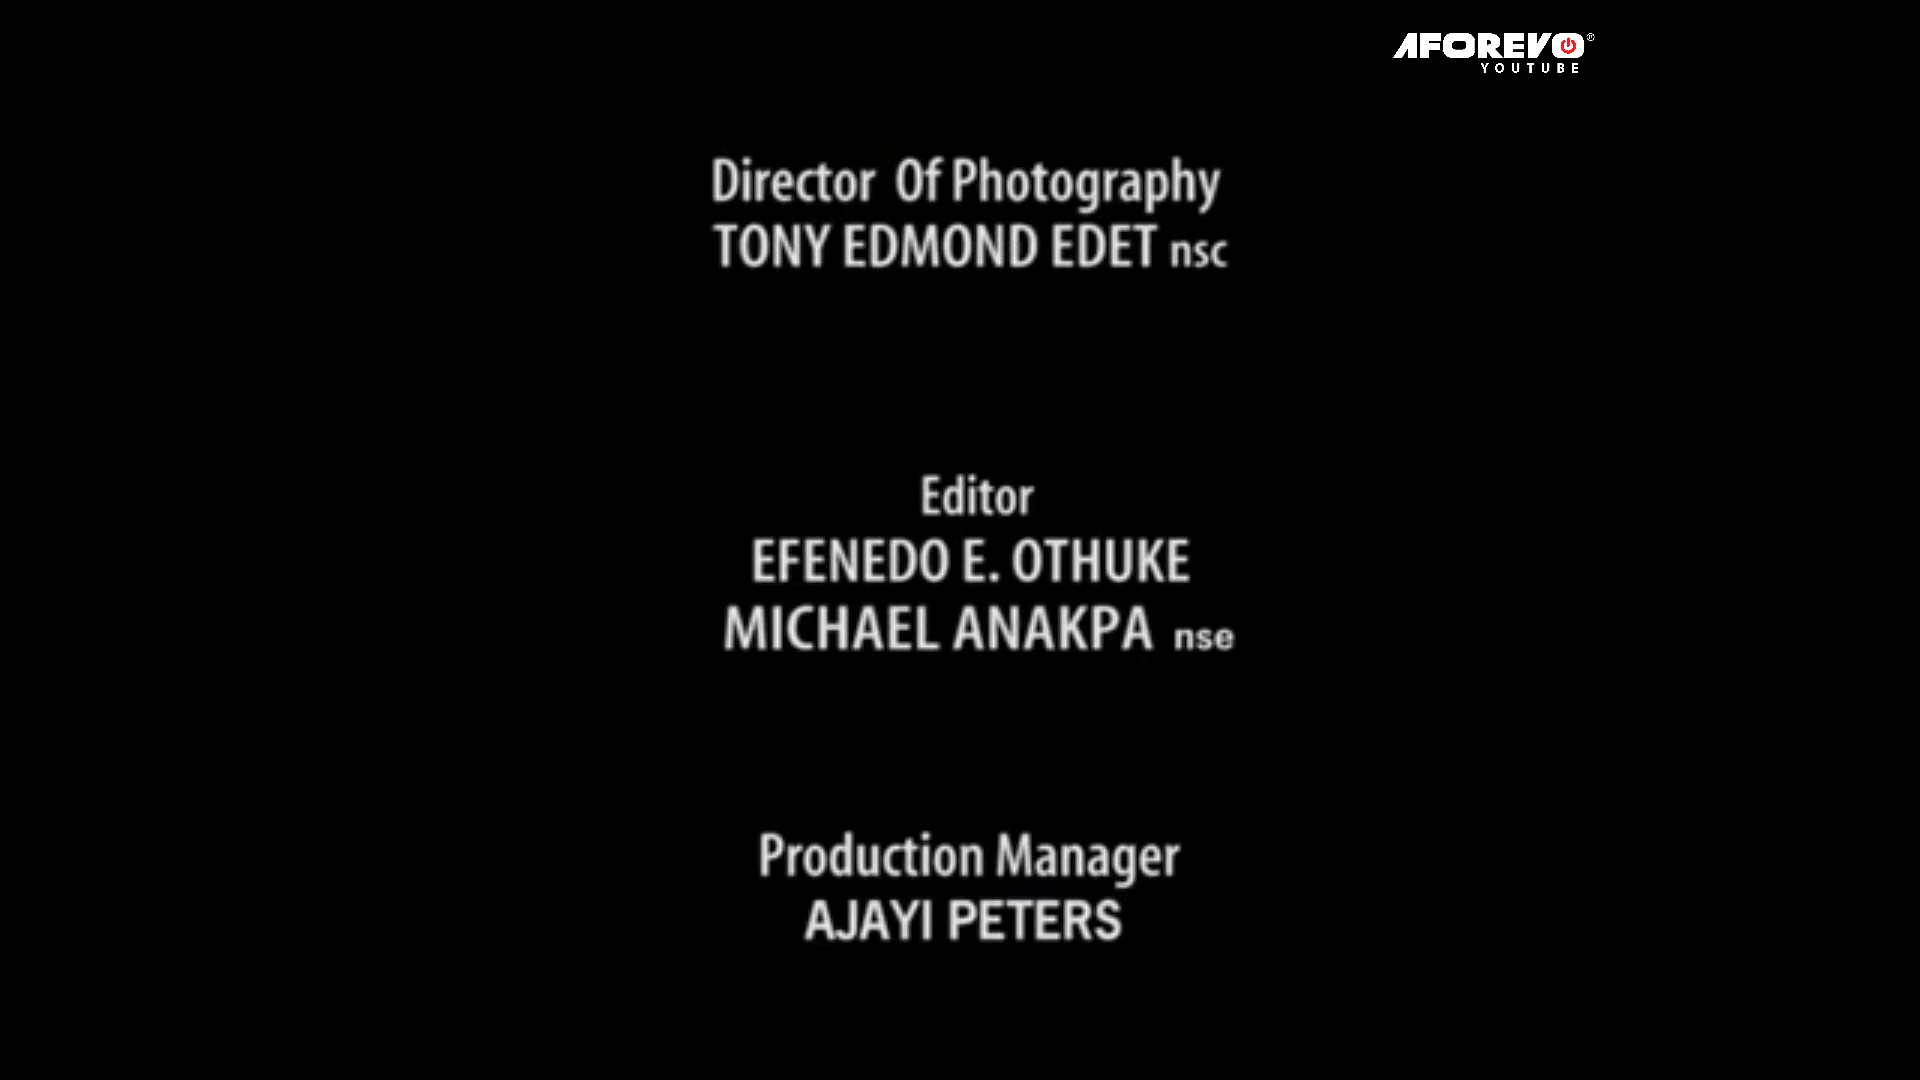 AFOREVO®
YOUTUBE
Director Of Photography
TONY EDMOND EDET nsc
Editor
EFENEDO E. OTHUKE
MICHAEL ANAKPA nse
Production Manager
AJAYI PETERS